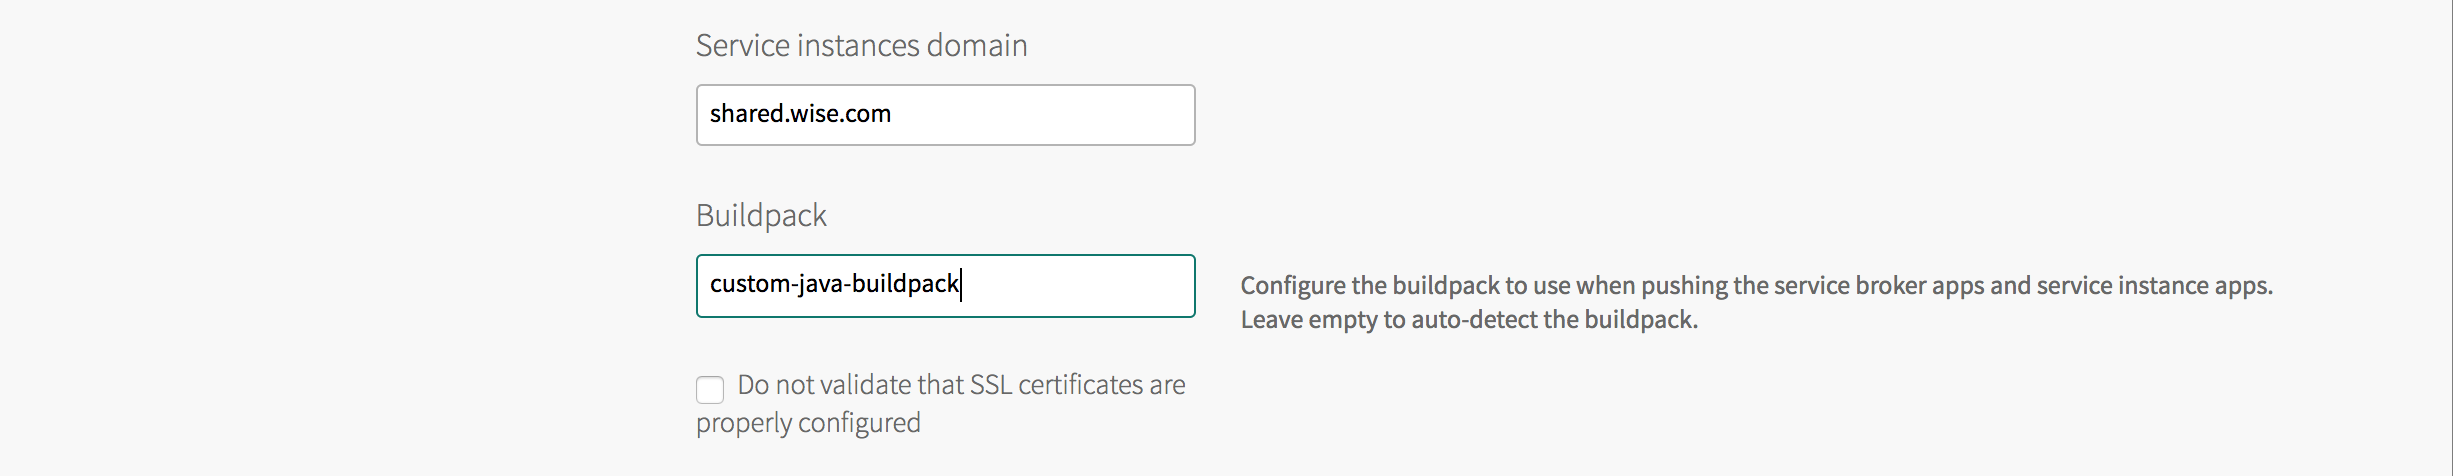 Service instances domain
shared.wise.com
Buildpack
custom-java-buildpack
Configure the buildpack to use when pushing the service broker apps and service instance apps.
Leave empty to auto-detect the buildpack.
Do not validate that SSL certificates are
properly configured